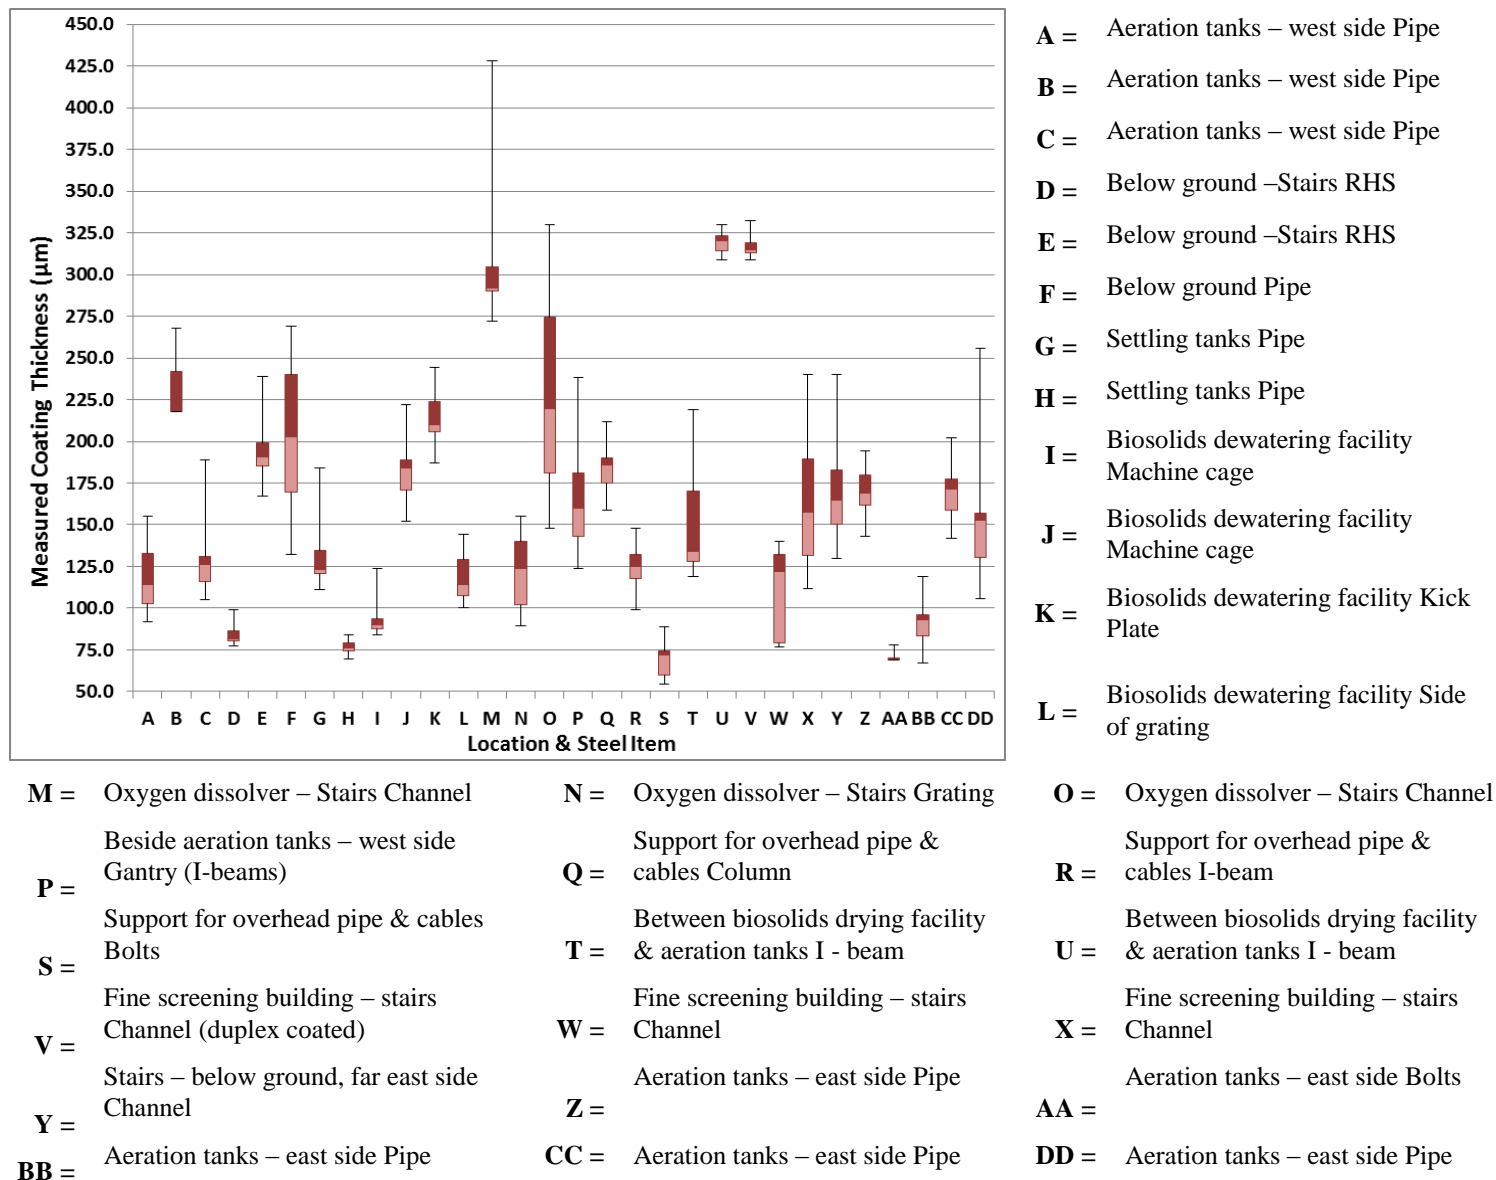 450.0
425.0
400.0
375.0
350.0
325.0
300.0
275.0
250.0
225.0
200.0
175.0
150.0
125.0
100.0
75.0
50.0
Measured Coating Thickness (µm)
A B C D E F G H I J K L M N O P Q R S T U V W X Y Z AA BB CC DD
Location & Steel Item
A = Aeration tanks – west side Pipe
B = Aeration tanks – west side Pipe
C = Aeration tanks – west side Pipe
D = Below ground –Stairs RHS
E = Below ground –Stairs RHS
F = Below ground Pipe
G = Settling tanks Pipe
H = Settling tanks Pipe
I = Biosolids dewatering facility
Machine cage
J = Biosolids dewatering facility
Machine cage
K = Biosolids dewatering facility Kick
Plate
L = Biosolids dewatering facility Side
of grating
M = Oxygen dissolver – Stairs Channel
N = Oxygen dissolver – Stairs Grating
O = Oxygen dissolver – Stairs Channel
P = Beside aeration tanks – west side
Gantry (I-beams)
Q = Support for overhead pipe &
cables Column
R = Support for overhead pipe &
cables I-beam
S = Support for overhead pipe & cables
Bolts
T = Between biosolids drying facility
& aeration tanks I - beam
U = Between biosolids drying facility
& aeration tanks I - beam
V = Fine screening building – stairs
Channel (duplex coated)
W = Fine screening building – stairs
Channel
X = Fine screening building – stairs
Channel
Y = Stairs – below ground, far east side
Channel
Z = Aeration tanks – east side Pipe
AA = Aeration tanks – east side Bolts
BB = Aeration tanks – east side Pipe
CC = Aeration tanks – east side Pipe
DD = Aeration tanks – east side Pipe